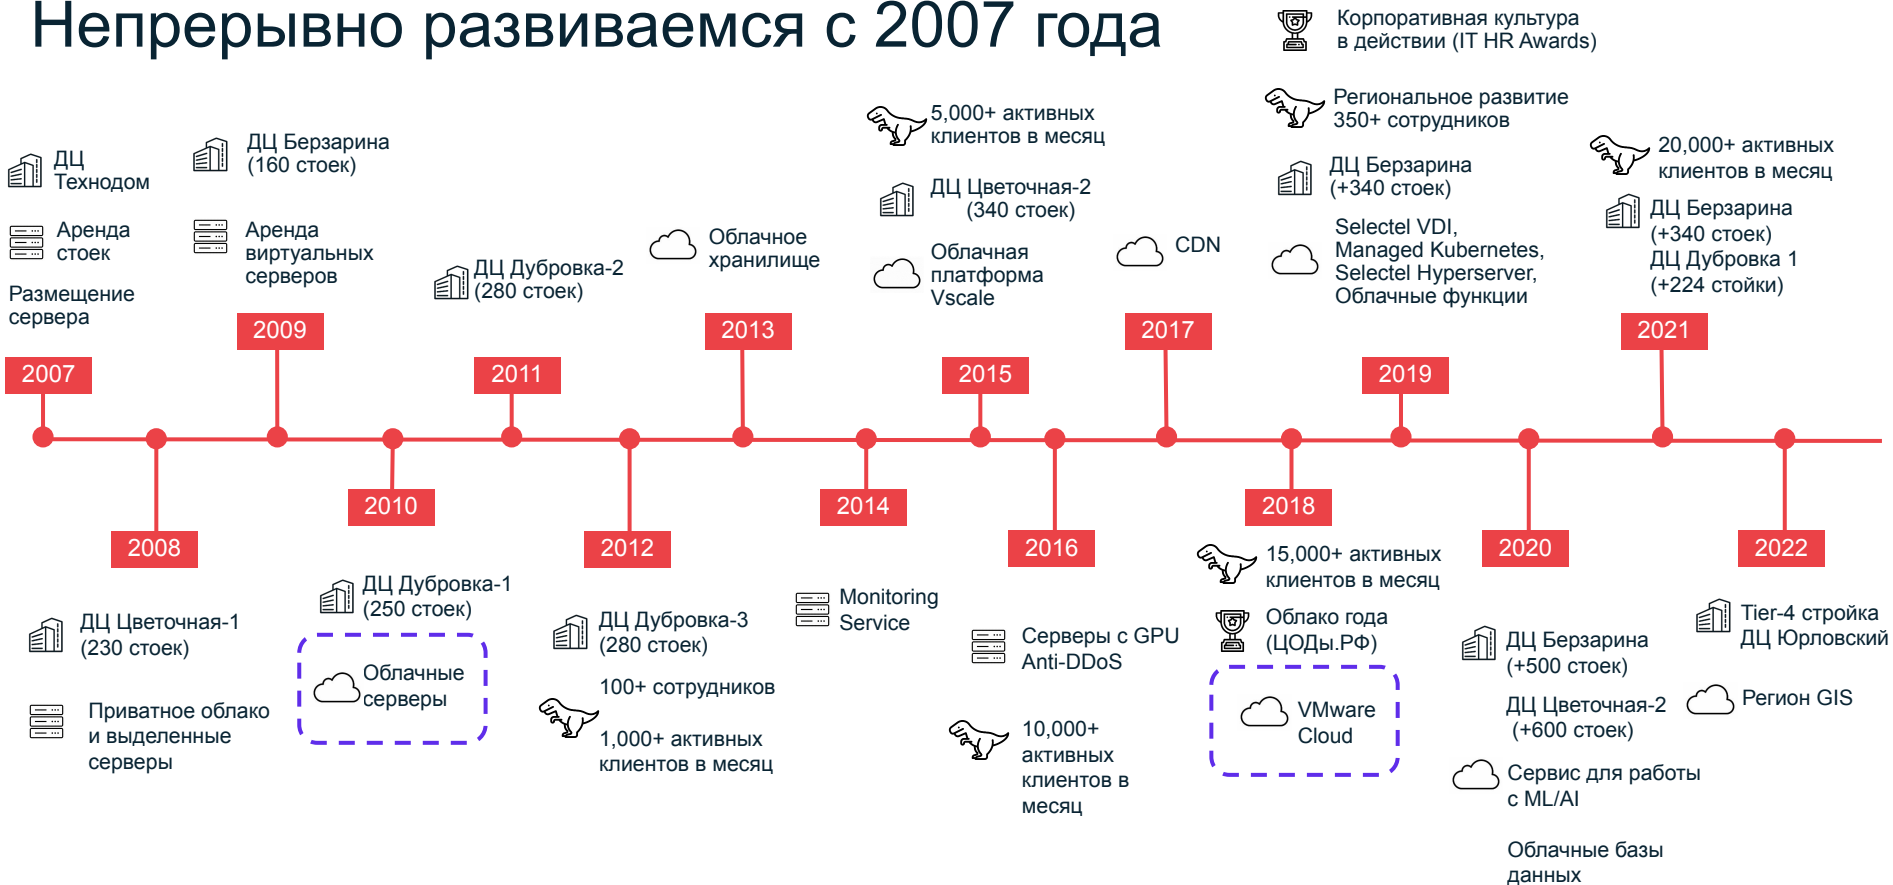 Непрерывно развиваемся с 2007 года
Корпоративная культура
в действии (IT HR Awards)
ДЦ
Технодом
Аренда
стоек
Размещение
сервера
2007
ДЦ Цветочная-1
(230 стоек)
Приватное облако
и выделенные
серверы
2008
ДЦ Берзарина
(160 стоек)
Аренда
виртуальных
серверов
2009
2010
ДЦ Дубровка-1
(250 стоек)
Облачные
серверы
ДЦ Дубровка-2
(280 стоек)
2011
2012
ДЦ Дубровка-3
(280 стоек)
100+ сотрудников
1,000+ активных
клиентов в месяц
Облачное
хранилище
2013
2014
Monitoring
Service
5,000+ активных
клиентов в месяц
ДЦ Цветочная-2
(340 стоек)
Облачная
платформа
Vscale
2015
2016
Серверы с GPU
Anti-DDoS
10,000+
активных
клиентов в
месяц
CDN
2017
2018
15,000+ активных
клиентов в месяц
Облако года
(ЦОДы.РФ)
VMware
Cloud
Региональное развитие
350+ сотрудников
ДЦ Берзарина
(+340 стоек)
Selectel VDI,
Managed Kubernetes,
Selectel Hyperserver,
Облачные функции
2019
2020
ДЦ Берзарина
(+500 стоек)
ДЦ Цветочная-2
(+600 стоек)
Сервис для работы
с ML/AI
Облачные базы
данных
20,000+ активных
клиентов в месяц
ДЦ Берзарина
(+340 стоек)
ДЦ Дубровка 1
(+224 стойки)
2021
2022
Tier-4 стройка
ДЦ Юрловский
Регион GIS